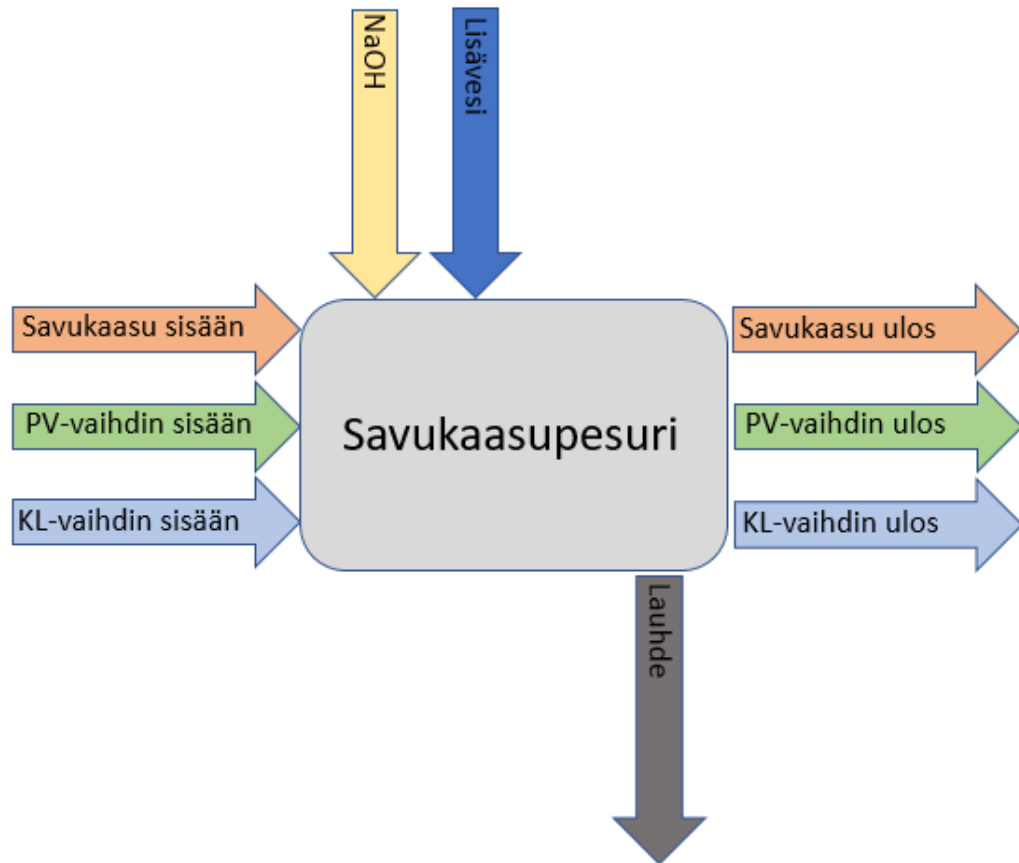 NaOH
Lisävesi
Savukaasu sisään
Savukaasu ulos
PV-vaihdin sisään
PV-vaihdin ulos
Savukaasupesuri
KL-vaihdin sisään
KL-vaihdin ulos
Lauhde